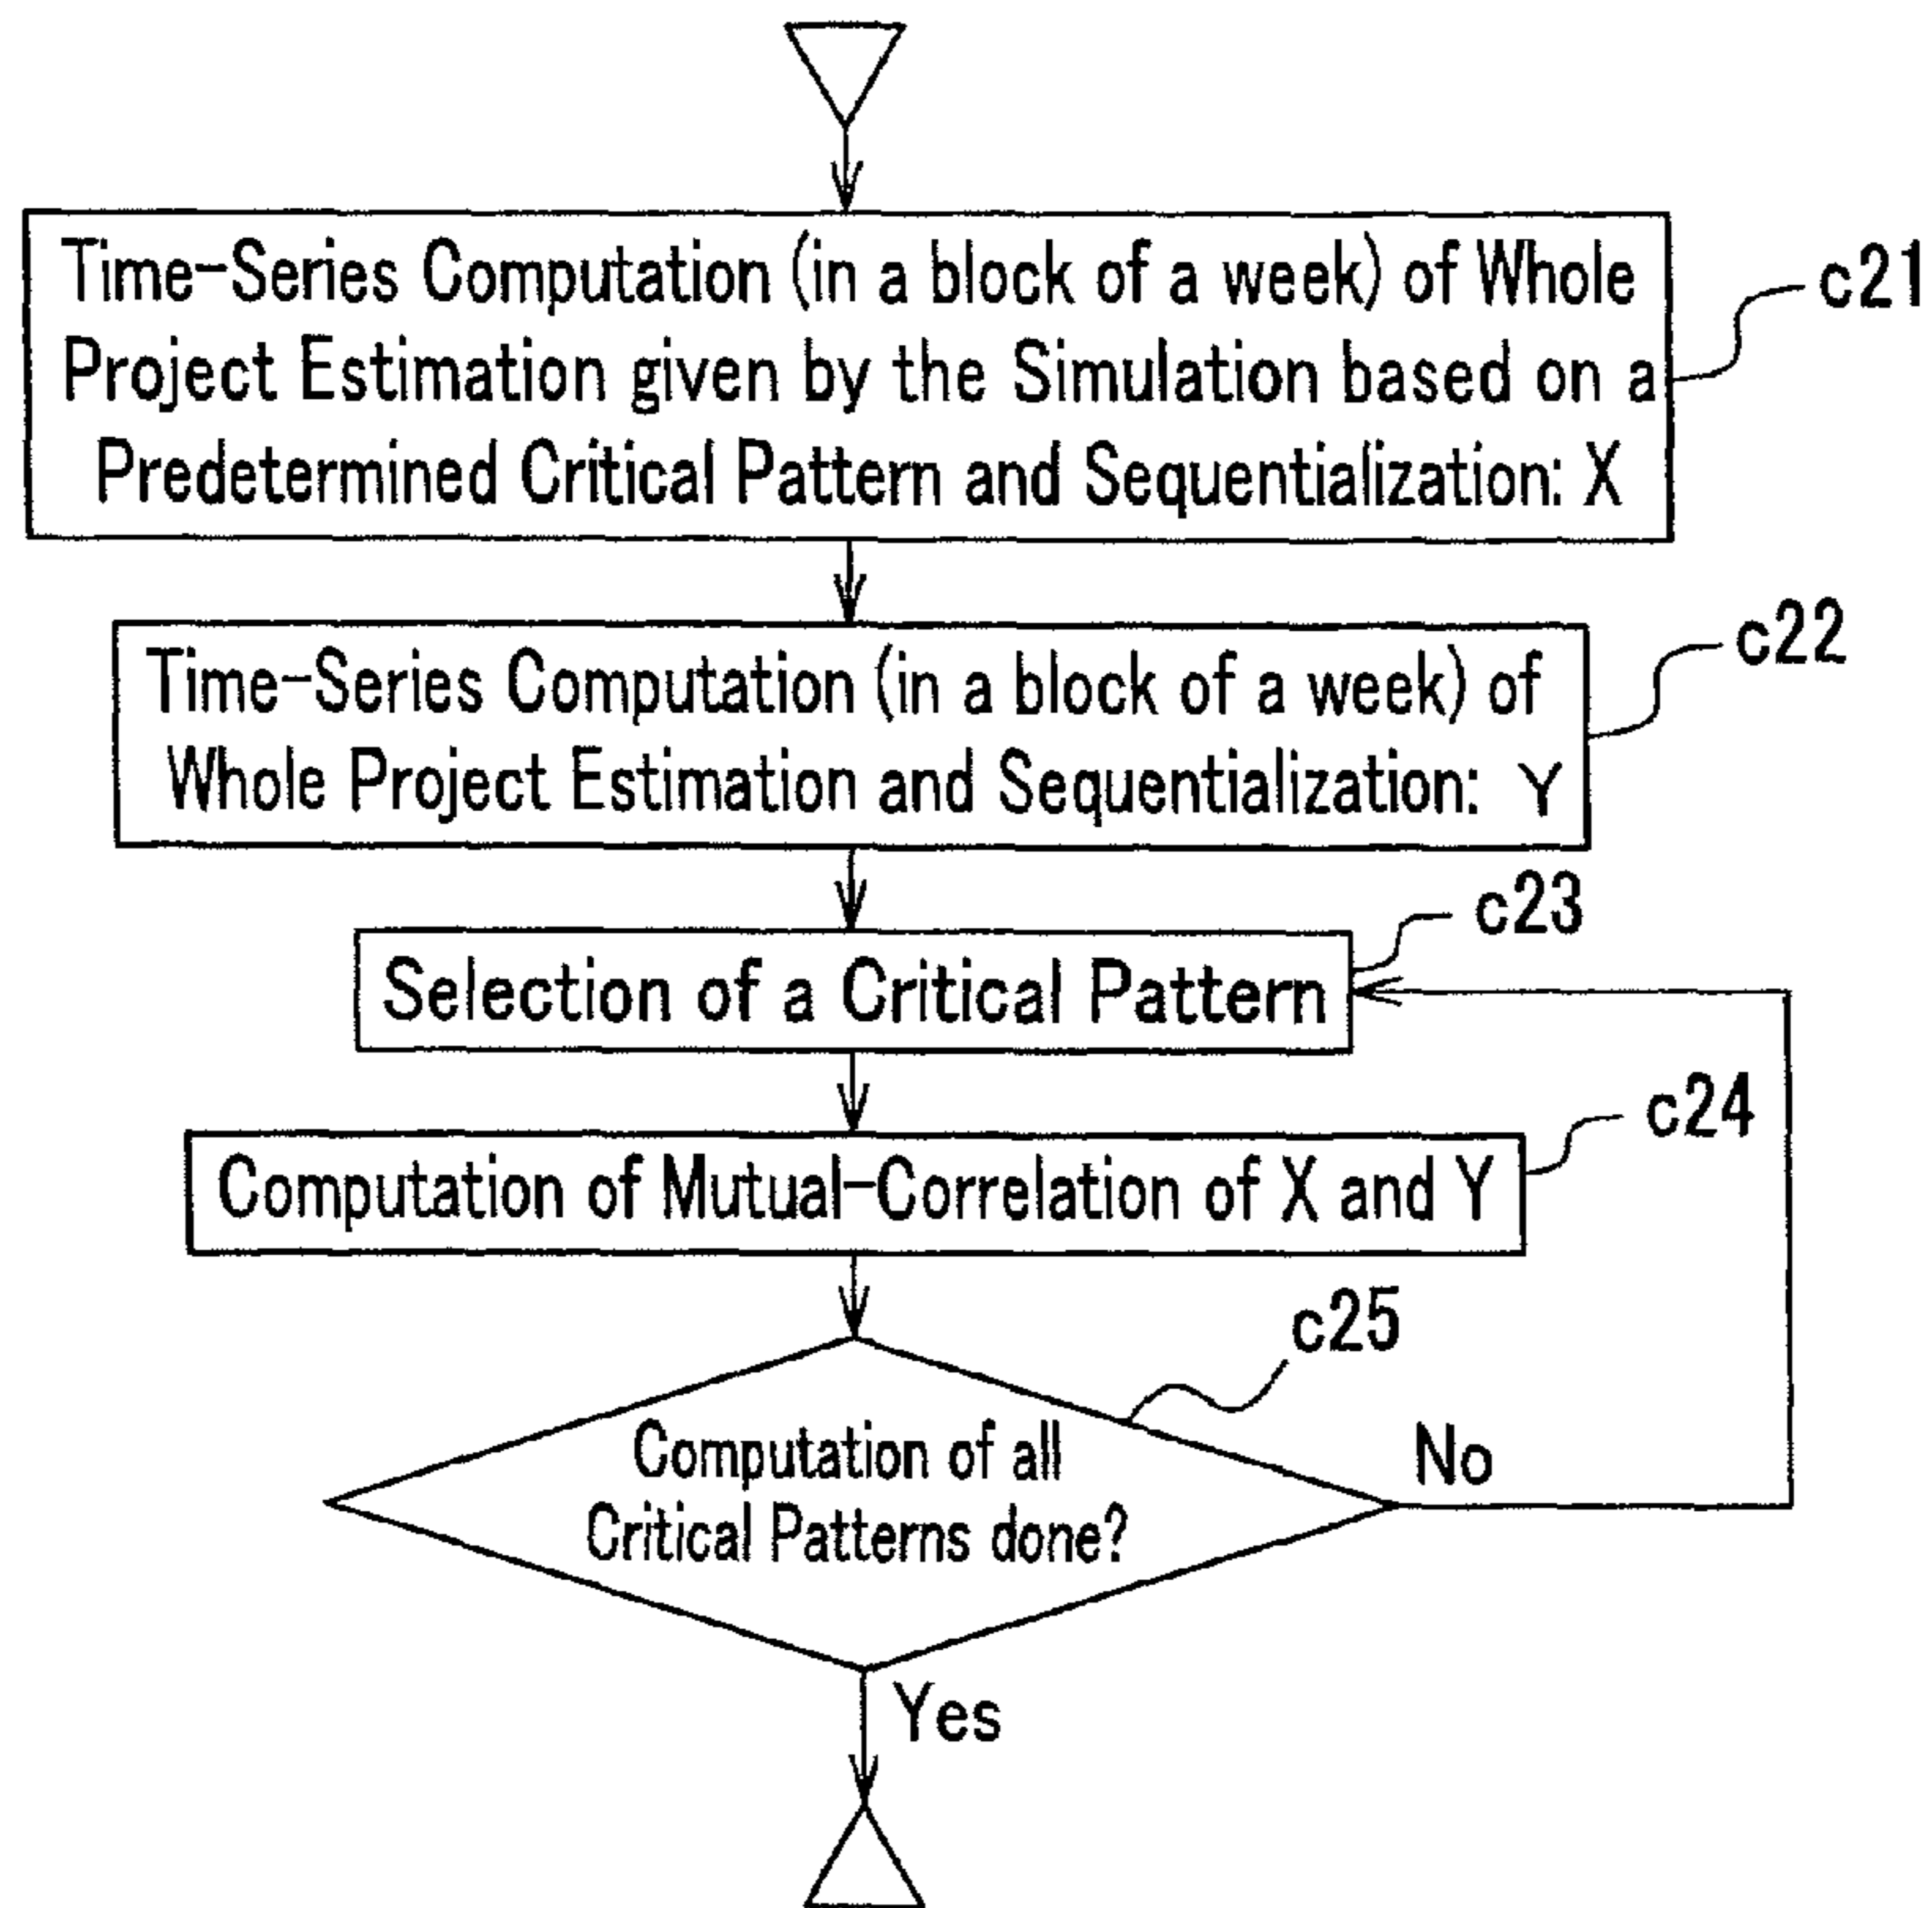 Time-Series Computation (in a block of a week) of Whole
Project Estimation given by the Simulation based on a
Predetermined Critical Pattern and Sequentialization: X
c21
Time-Series Computation (in a block of a week) of
Whole Project Estimation and Sequentialization: Y
c22
Selection of a Critical Pattern
c23
Computation of Mutual-Correlation of X and Y
c24
Computation of all
Critical Patterns done?
c25
No
Yes